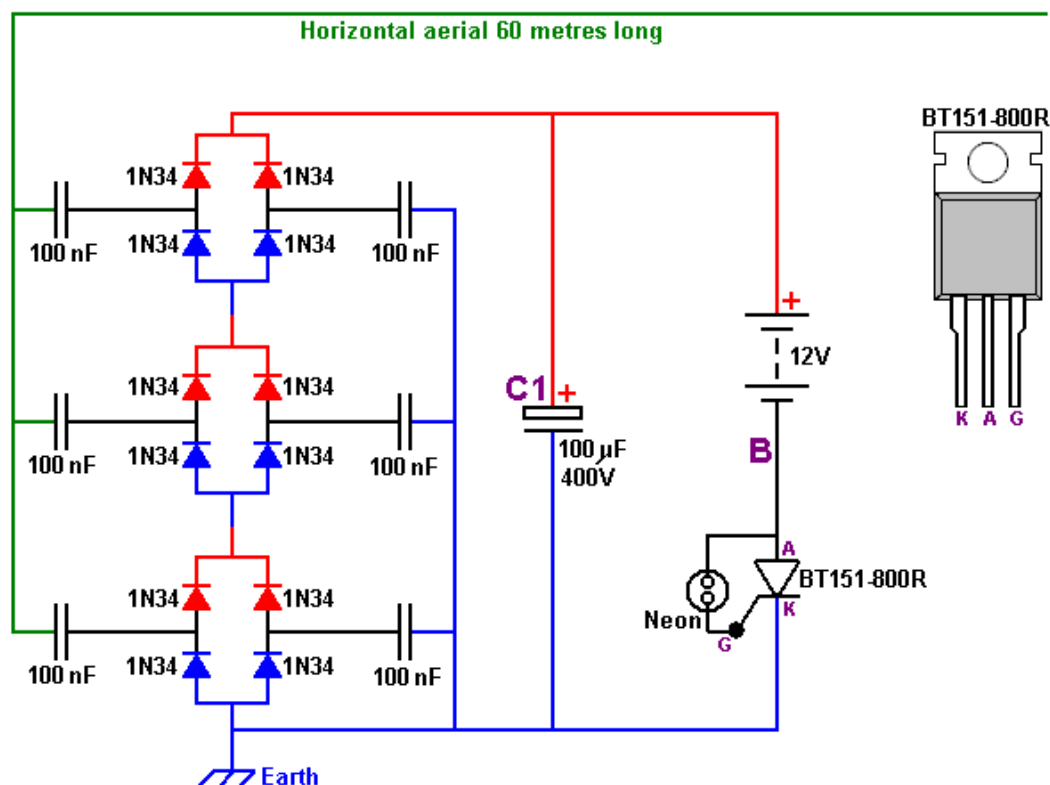 Horizontal aerial 60 metres long
BT151-800R
1N34 1N34
100 nF 1N34 1N34 100 nF
+
12V
1N34 1N34
C1 +
100 nF 1N34 1N34 100 nF
100 µF
400V
K A G
B
A
1N34 1N34
BT151-800R
K
Neon
G
100 nF 1N34 1N34 100 nF
Earth